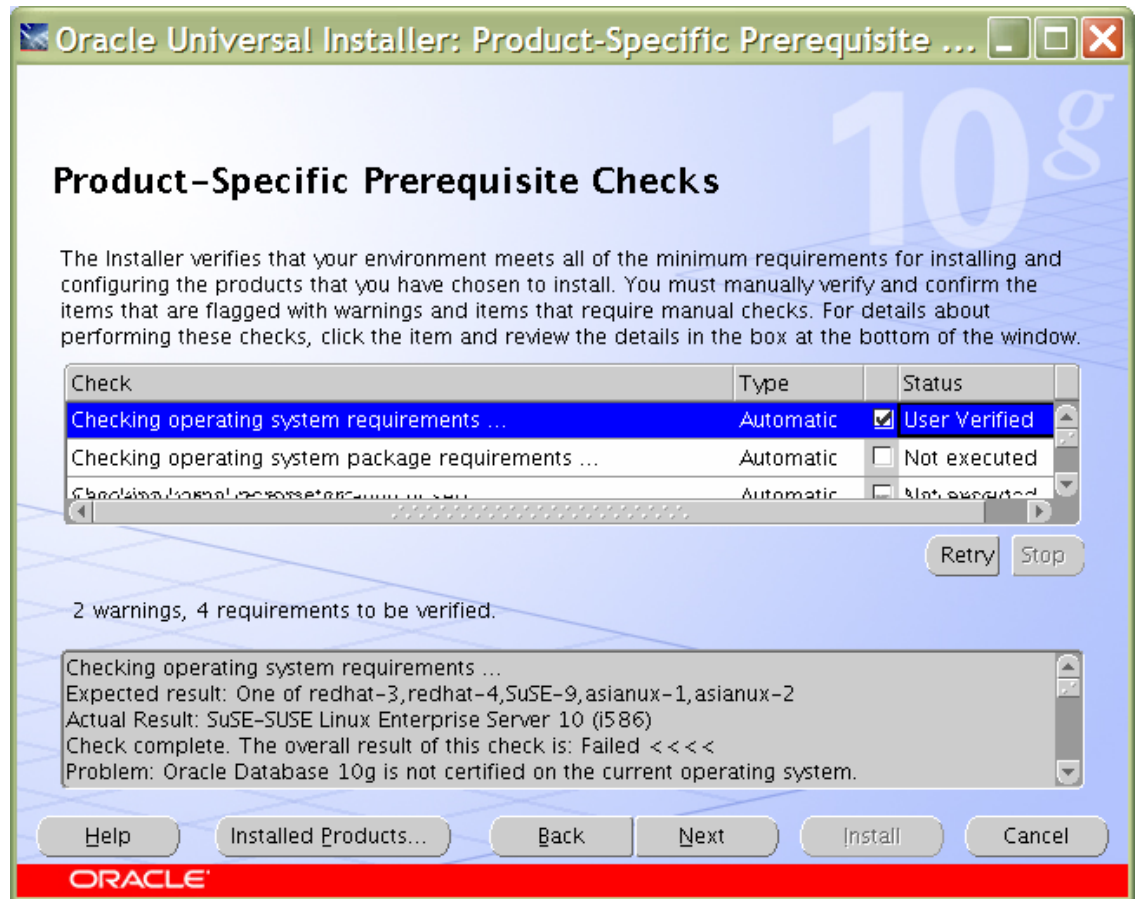 Oracle Universal Installer: Product-Specific Prerequisite ...
10g
Product-Specific Prerequisite Checks
The Installer verifies that your environment meets all of the minimum requirements for installing and
configuring the products that you have chosen to install. You must manually verify and confirm the
items that are flagged with warnings and items that require manual checks. For details about
performing these checks, click the item and review the details in the box at the bottom of the window.
Check Type Status
Checking operating system requirements ... Automatic User Verified
Checking operating system package requirements ... Automatic Not executed
Automatic Not executed
Retry Stop
2 warnings, 4 requirements to be verified.
Checking operating system requirements ...
Expected result: One of redhat-3,redhat-4,SuSE-9,asianux-1,asianux-2
Actual Result: SuSE-SUSE Linux Enterprise Server 10 (i586)
Check complete. The overall result of this check is: Failed <<<<
Problem: Oracle Database 10g is not certified on the current operating system.
Help Installed Products... Back Next Install Cancel
ORACLE